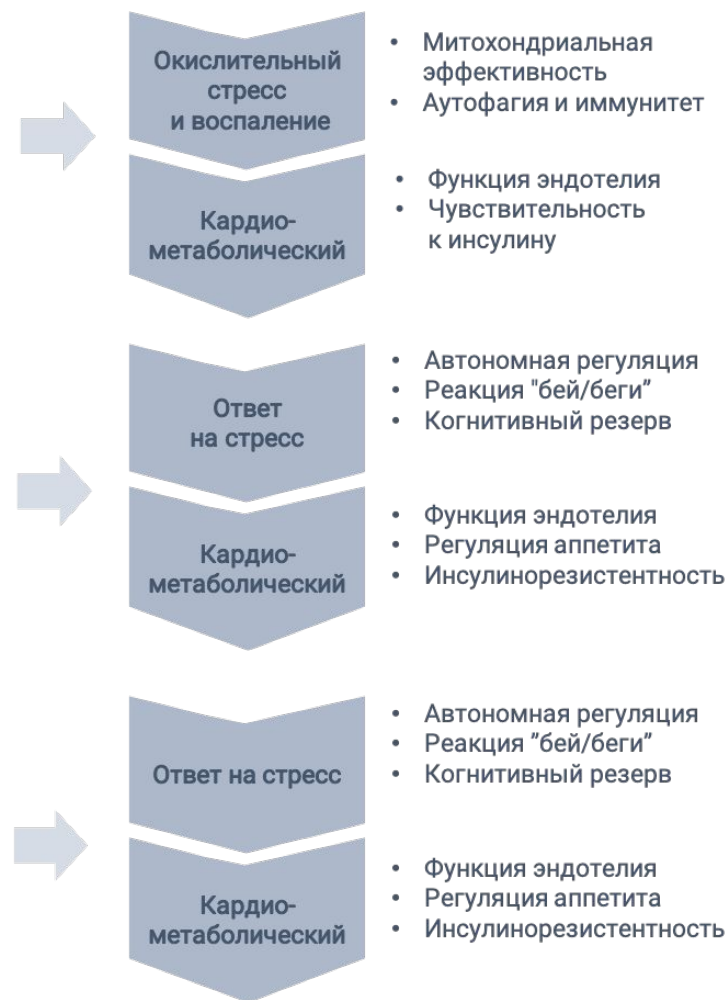 Окислительный
стресс
и воспаление
• Митохондриальная
эффективность
• Аутофагия и иммунитет
Кардио-
метаболический
• Функция эндотелия
• Чувствительность
к инсулину
Ответ
на стресс
• Автономная регуляция
• Реакция "бей/беги”
• Когнитивный резерв
Кардио-
метаболический
• Функция эндотелия
• Регуляция аппетита
• Инсулинорезистентность
Ответ на стресс
• Автономная регуляция
• Реакция ”бей/беги”
• Когнитивный резерв
Кардио-
метаболический
• Функция эндотелия
• Регуляция аппетита
• Инсулинорезистентность